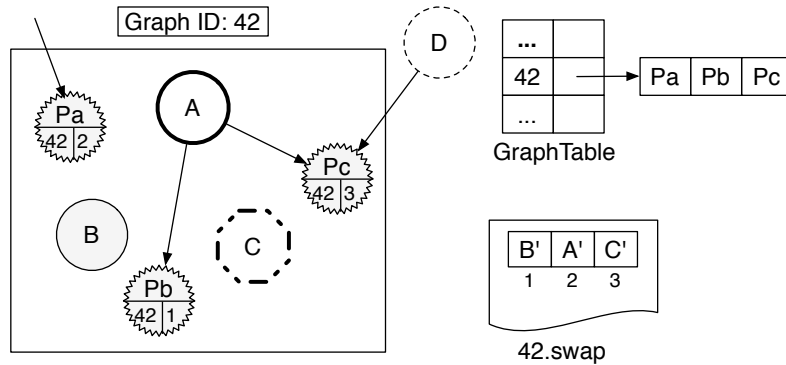 Graph ID: 42
D
...
42
...
Pa Pb Pc
GraphTable
Pa
42 2
A
Pc
42 3
B
C
Pb
42 1
B' A' C'
1 2 3
42.swap